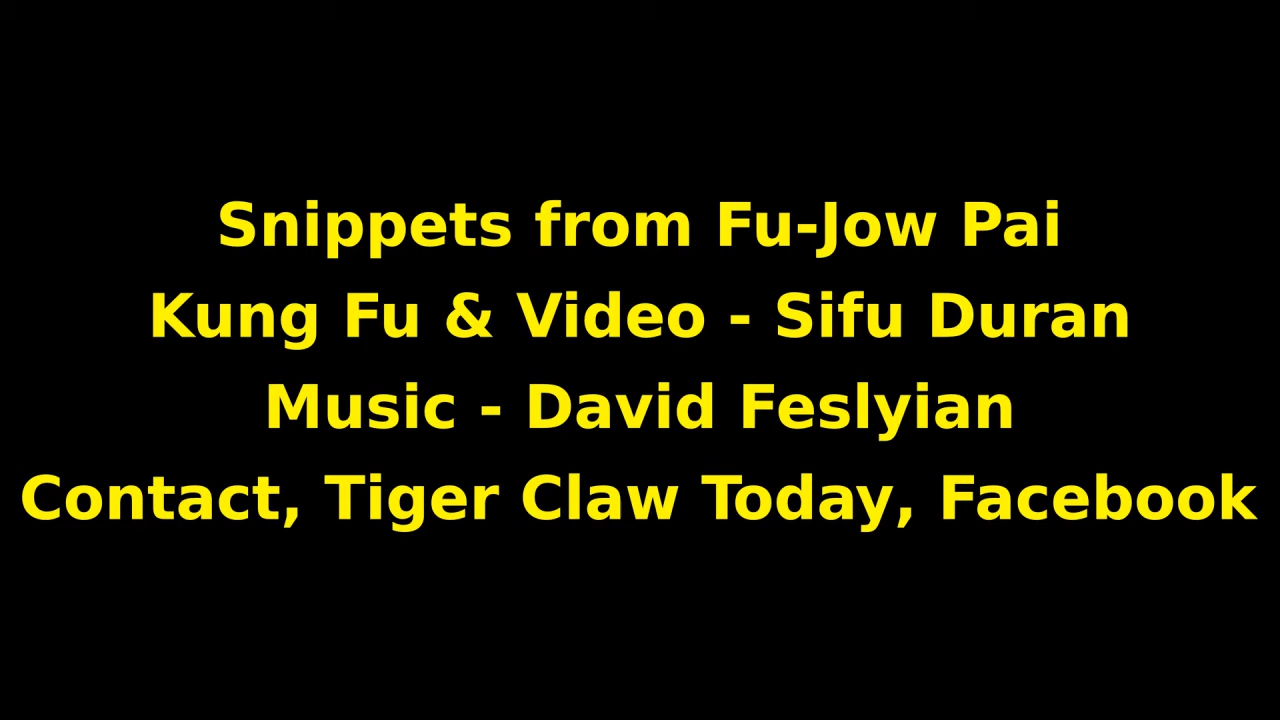 Snippets from Fu-Jow Pai
Kung Fu & Video - Sifu Duran
Music - David Feslyian
Contact, Tiger Claw Today, Facebook